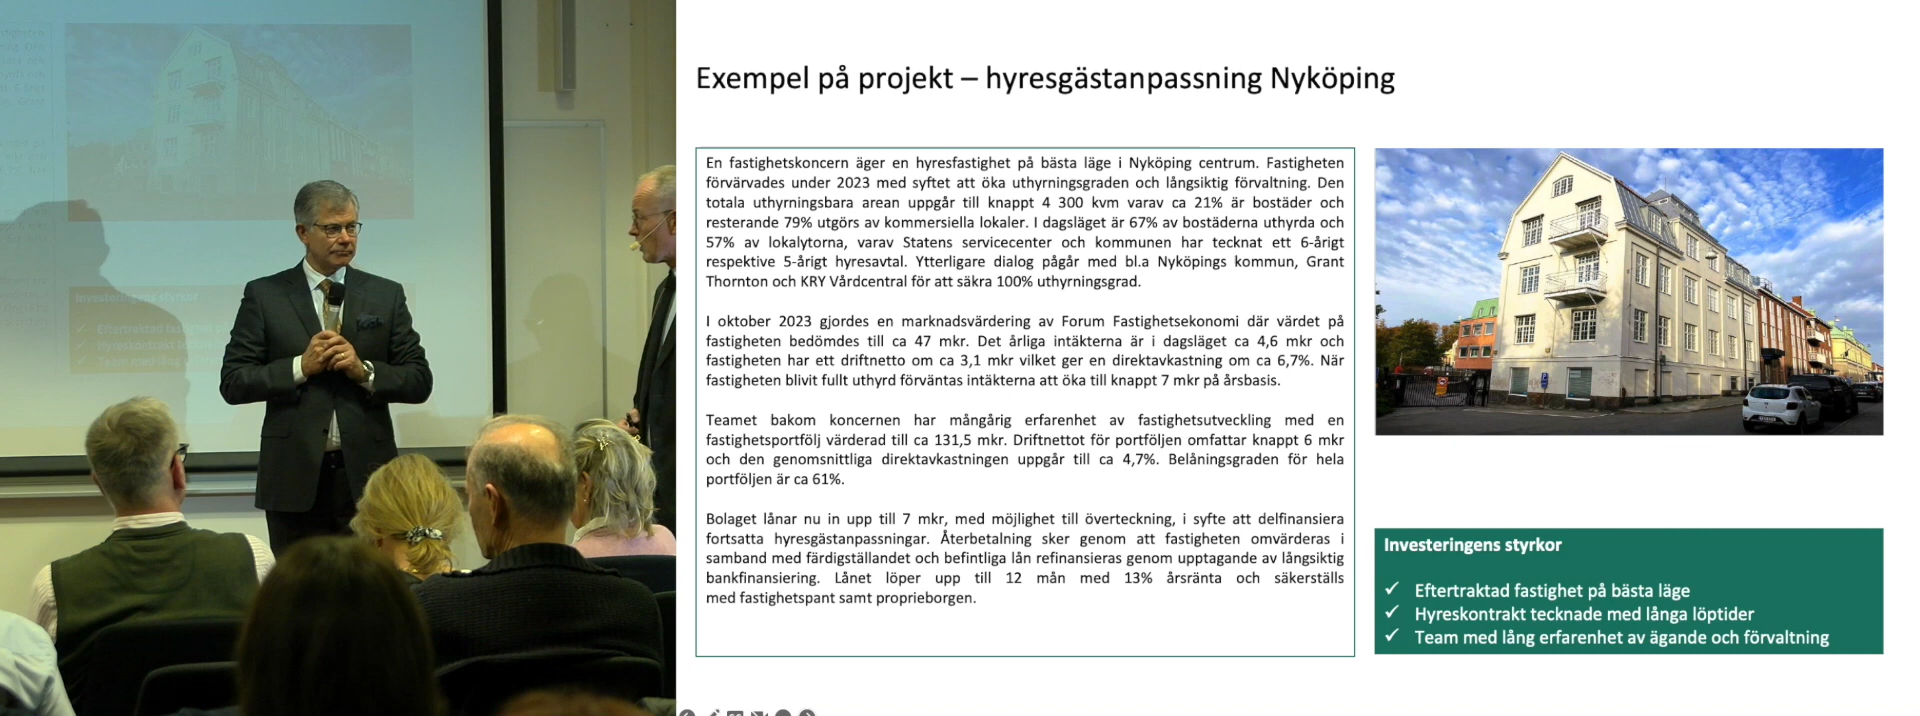 Exempel på projekt – hyresgästanpassning Nyköping
En fastighetskoncern äger en hyresfastighet på bästa läge i Nyköping centrum. Fastigheten
förvärvades under 2023 med syftet att öka uthyrningsgraden och långsiktig förvaltning. Den
totala uthyrningsbara arean uppgår till knappt 4 300 kvm varav ca 21% är bostäder och
resterande 79% utgörs av kommersiella lokaler. I dagsläget är 67% av bostäderna uthyrda och
57% av lokalytorna, varav Statens servicecenter och kommunen har tecknat ett 6-årigt
respektive 5-årigt hyresavtal. Ytterligare dialog pågår med bl.a Nyköpings kommun, Grant
Thornton och KRY Vårdcentral för att säkra 100% uthyrningsgrad.
I oktober 2023 gjordes en marknadsvärdering av Forum Fastighetsekonomi där värdet på
fastigheten bedömdes till ca 47 mkr. Det årliga intäkterna är i dagsläget ca 4,6 mkr och
fastigheten har ett driftnetto om ca 3,1 mkr vilket ger en direktavkastning om ca 6,7%. När
fastigheten blivit fullt uthyrd förväntas intäkterna att öka till knappt 7 mkr på årsbasis.
Teamet bakom koncernen har mångårig erfarenhet av fastighetsutveckling med en
fastighetsportfölj värderad till ca 131,5 mkr. Driftnettot för portföljen omfattar knappt 6 mkr
och den genomsnittliga direktavkastningen uppgår till ca 4,7%. Belåningsgraden för hela
portföljen är ca 61%.
Bolaget lånar nu in upp till 7 mkr, med möjlighet till överteckning, i syfte att delfinansiera
fortsatta hyresgästanpassningar. Återbetalning sker genom att fastigheten omvärderas i
samband med färdigställandet och befintliga lån refinansieras genom upptagande av långsiktig
bankfinansiering. Lånet löper upp till 12 mån med 13% årsränta och säkerställs
med fastighetspant samt proprieborgen.
Investeringens styrkor
✓ Eftertraktad fastighet på bästa läge
✓ Hyreskontrakt tecknade med långa löptider
✓ Team med lång erfarenhet av ägande och förvaltning
Investeringens styrkor
✓ Eftertraktad fastighet
✓ Hyreskontrakt
✓ Team med lång